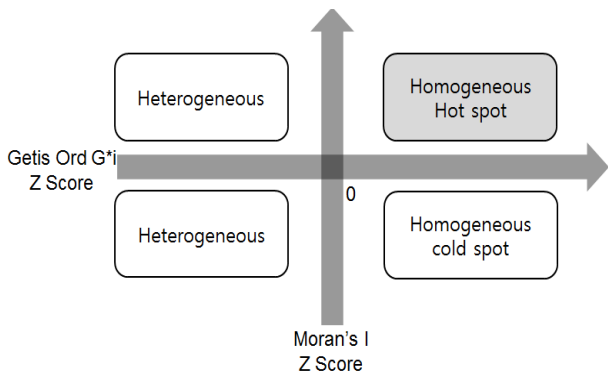 Heterogeneous
Homogeneous
Hot spot
Getis Ord G*i
Z Score
0
Heterogeneous
Homogeneous
cold spot
Moran's I
Z Score